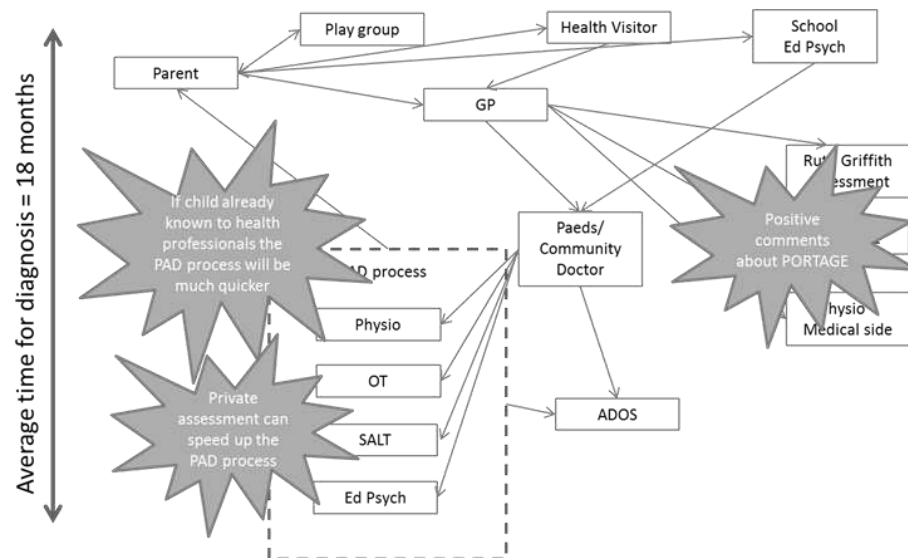 Average time for diagnosis = 18 months
Play group
Health Visitor
School
Ed Psych
Parent
GP
Griffith
If child already
known to health
professionals the
PAD process will be
much quicker
Paeds/
Community
Doctor
Positive
comments
about PORTAGE
process
Physio
Physio
Medical side
OT
Private
assessment can
speed up the
PAD process
SALT
ADOS
Ed Psych